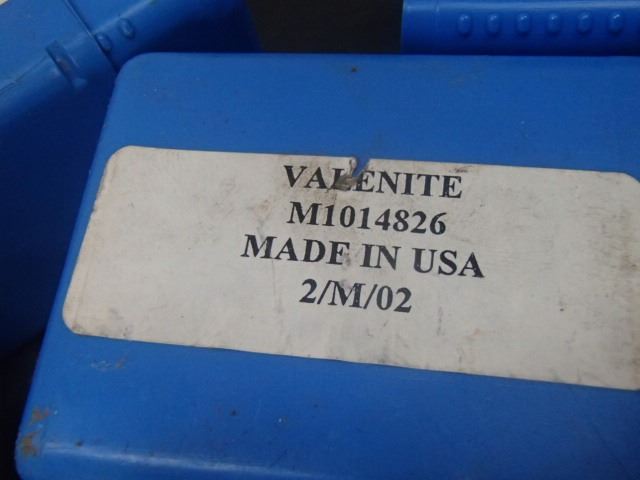 VALENITE
M1014826
MADE IN USA
2/M/02